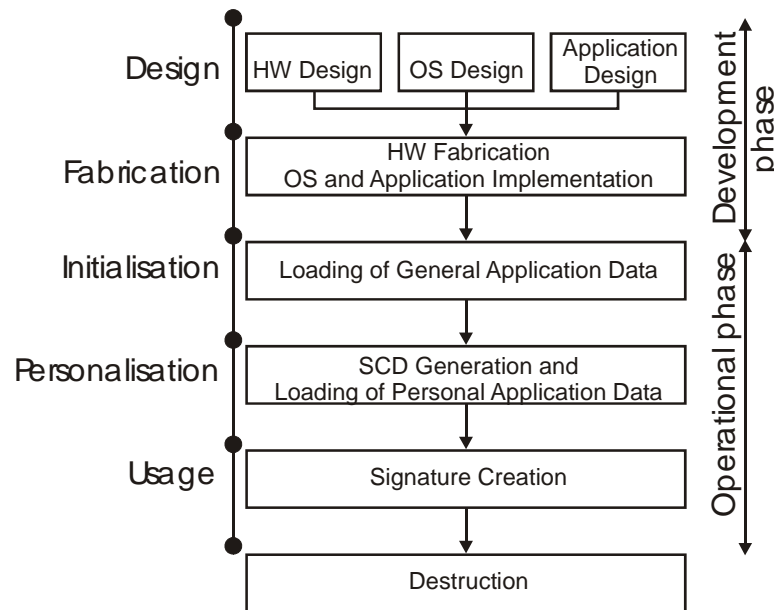 Design
HW Design
OS Design
Application
Design
Development
phase
Fabrication
HW Fabrication
OS and Application Implementation
Initialisation
Loading of General Application Data
Operational phase
Personalisation
SCD Generation and
Loading of Personal Application Data
Usage
Signature Creation
Destruction